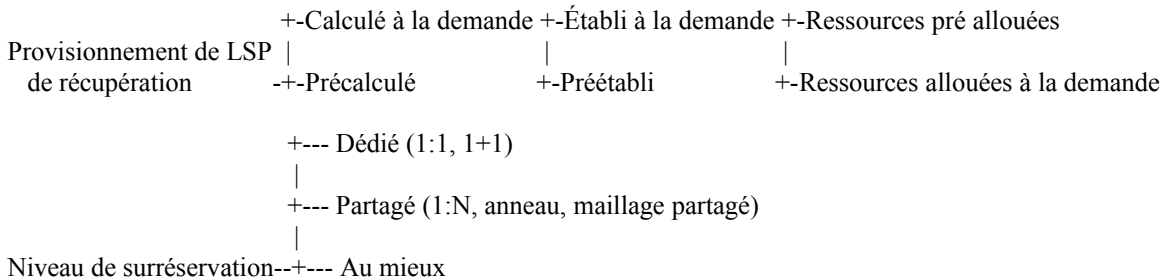 +-Calculé à la demande +-Établi à la demande +-Ressources pré allouées
Provisionnement de LSP | | |
de récupération -+-Précalculé +-Préétabli +-Ressources allouées à la demande
+--- Dédié (1:1, 1+1)
|
+--- Partagé (1:N, anneau, maillage partagé)
|
Niveau de surréservation--+--- Au mieux